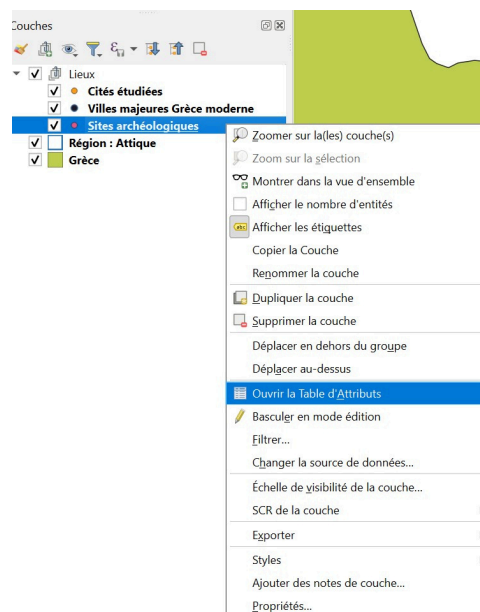 Couches
Lieux
Cités étudiées
Villes majeures Grèce moderne
Sites archéologiques
Région : Attique
Grèce
Zoomer sur la(les) couche(s)
Zoom sur la sélection
Montrer dans la vue d'ensemble
Afficher le nombre d'entités
abc Afficher les étiquettes
Copier la Couche
Renommer la couche
Dupliquer la couche
Supprimer la couche
Déplacer en dehors du groupe
Déplacer au-dessus
Ouvrir la Table d'Attributs
Basculer en mode édition
Filtrer...
Changer la source de données...
Échelle de visibilité de la couche...
SCR de la couche
Exporter
Styles
Ajouter des notes de couche...
Propriétés...